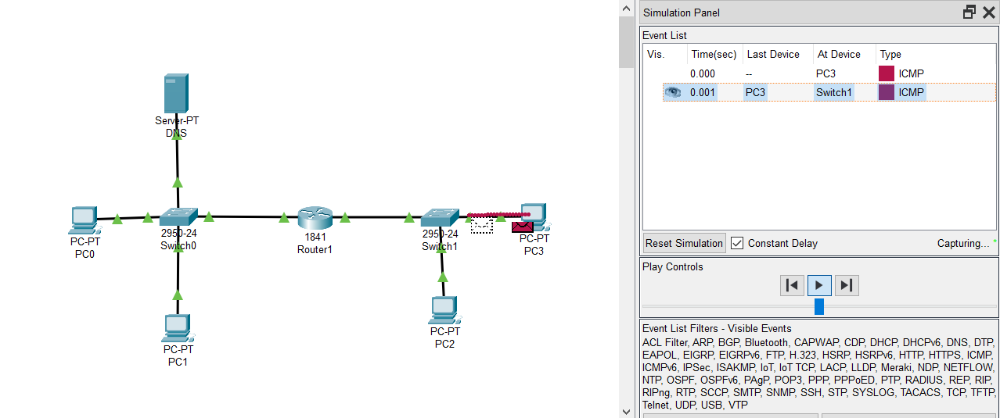 Server-PT
DNS
PC-PT
PC0
2950-24
Switch0
1841
Router1
2950-24
Switch1
PC-PT
PC3
PC-PT
PC1
PC-PT
PC2
Simulation Panel
Event List
Vis. Time(sec) Last Device At Device Type
0.000 -- PC3 ICMP
0.001 PC3 Switch1 ICMP
Reset Simulation Constant Delay Capturing... *
Play Controls
Event List Filters - Visible Events
ACL Filter, ARP, BGP, Bluetooth, CAPWAP, CDP, DHCP, DHCPv6, DNS, DTP,
EAPOL, EIGRP, EIGRPv6, FTP, H.323, HSRP, HSRPv6, HTTP, HTTPS, ICMP,
ICMPv6, IPSec, ISAKMP, IoT, IoT TCP, LACP, LLDP, Meraki, NDP, NETFLOW,
NTP, OSPF, OSPFv6, PAgP, POP3, PPP, PPPoED, PTP, RADIUS, REP, RIP,
RIPng, RTP, SCCP, SMTP, SNMP, SSH, STP, SYSLOG, TACACS, TCP, TFTP,
Telnet, UDP, USB, VTP